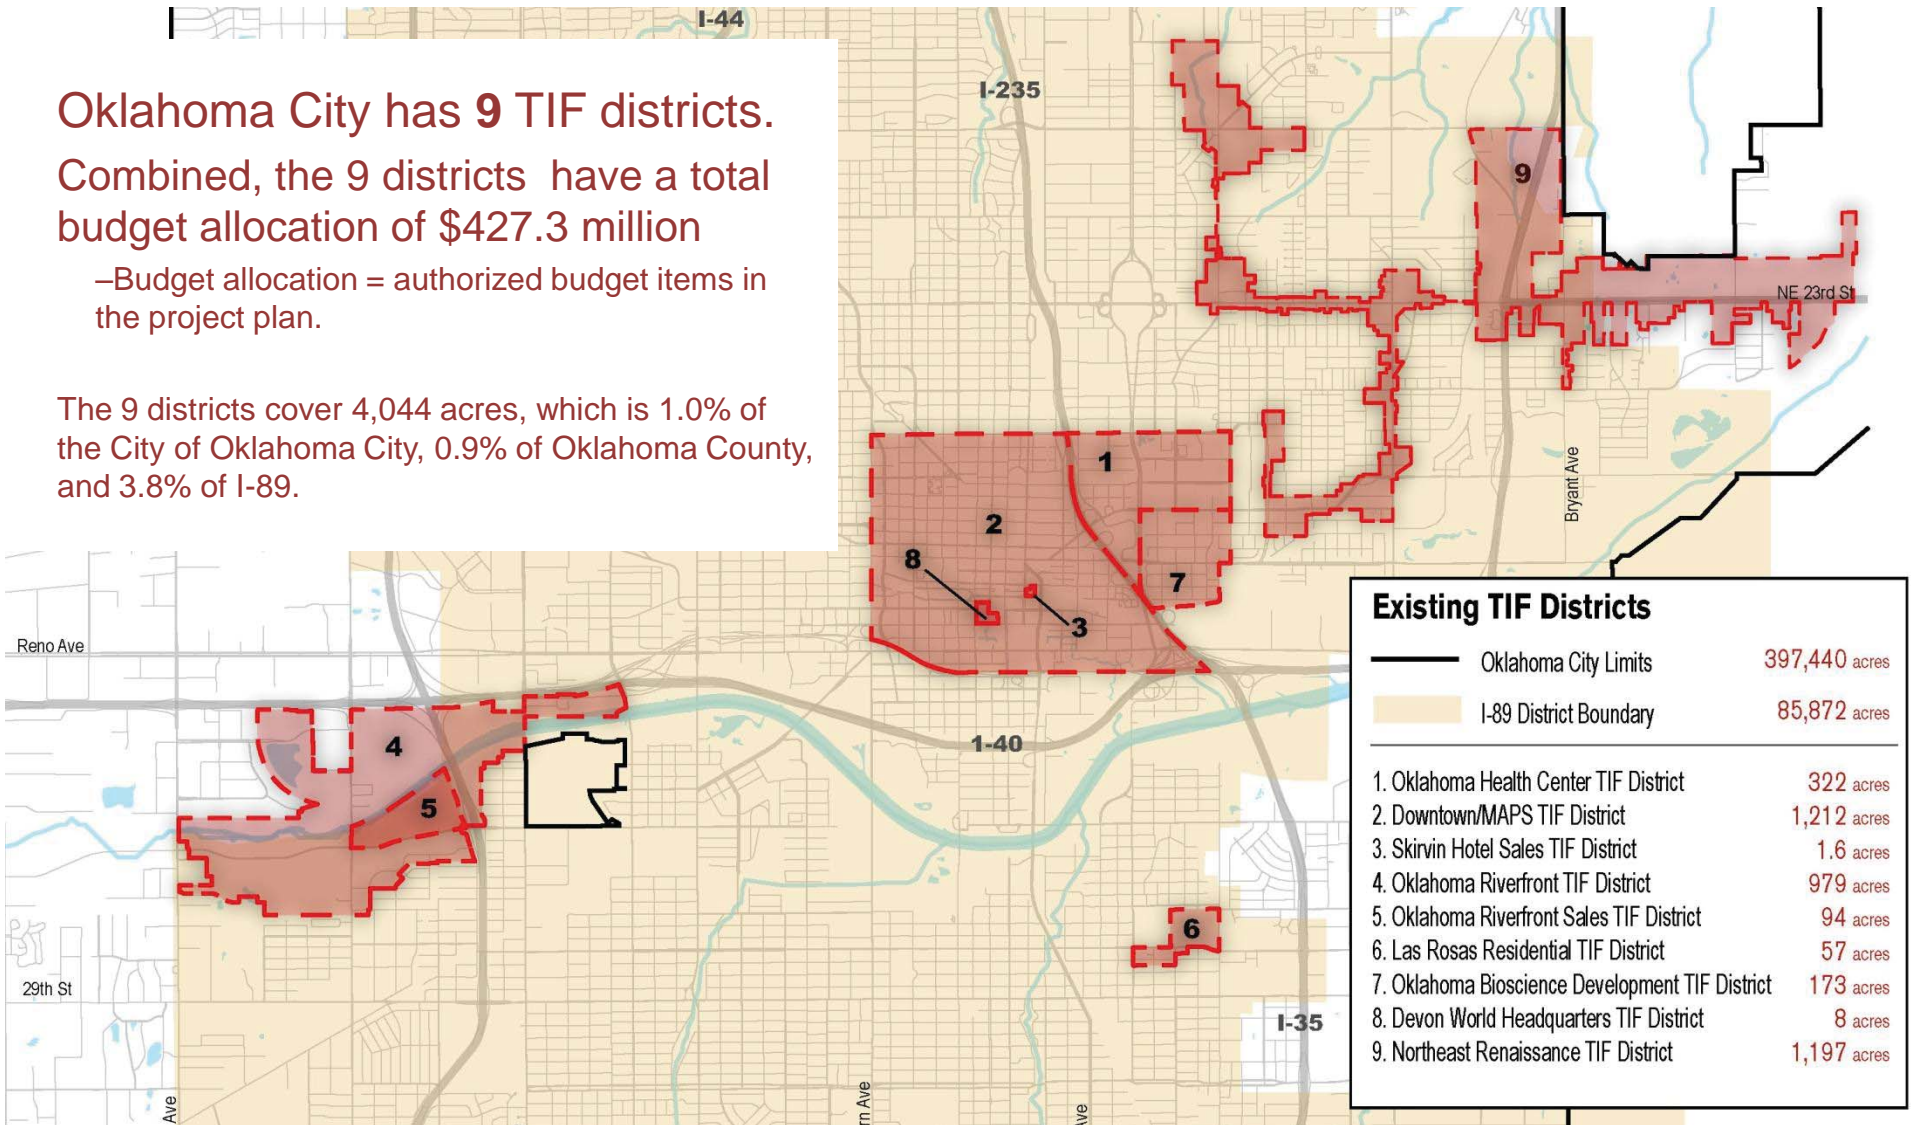 Oklahoma City has 9 TIF districts.
Combined, the 9 districts have a total
budget allocation of $427.3 million
–Budget allocation = authorized budget items in
the project plan.
The 9 districts cover 4,044 acres, which is 1.0% of
the City of Oklahoma City, 0.9% of Oklahoma County,
and 3.8% of I-89.
I-44
I-235
9
NE 23rd St
1
2
8
7
3
Bryant Ave
Reno Ave
4
5
1-40
6
29th St
I-35
Ave
rn Ave
Ave
Existing TIF Districts
Oklahoma City Limits 397,440 acres
I-89 District Boundary 85,872 acres
1. Oklahoma Health Center TIF District 322 acres
2. Downtown/MAPS TIF District 1,212 acres
3. Skirvin Hotel Sales TIF District 1.6 acres
4. Oklahoma Riverfront TIF District 979 acres
5. Oklahoma Riverfront Sales TIF District 94 acres
6. Las Rosas Residential TIF District 57 acres
7. Oklahoma Bioscience Development TIF District 173 acres
8. Devon World Headquarters TIF District 8 acres
9. Northeast Renaissance TIF District 1,197 acres